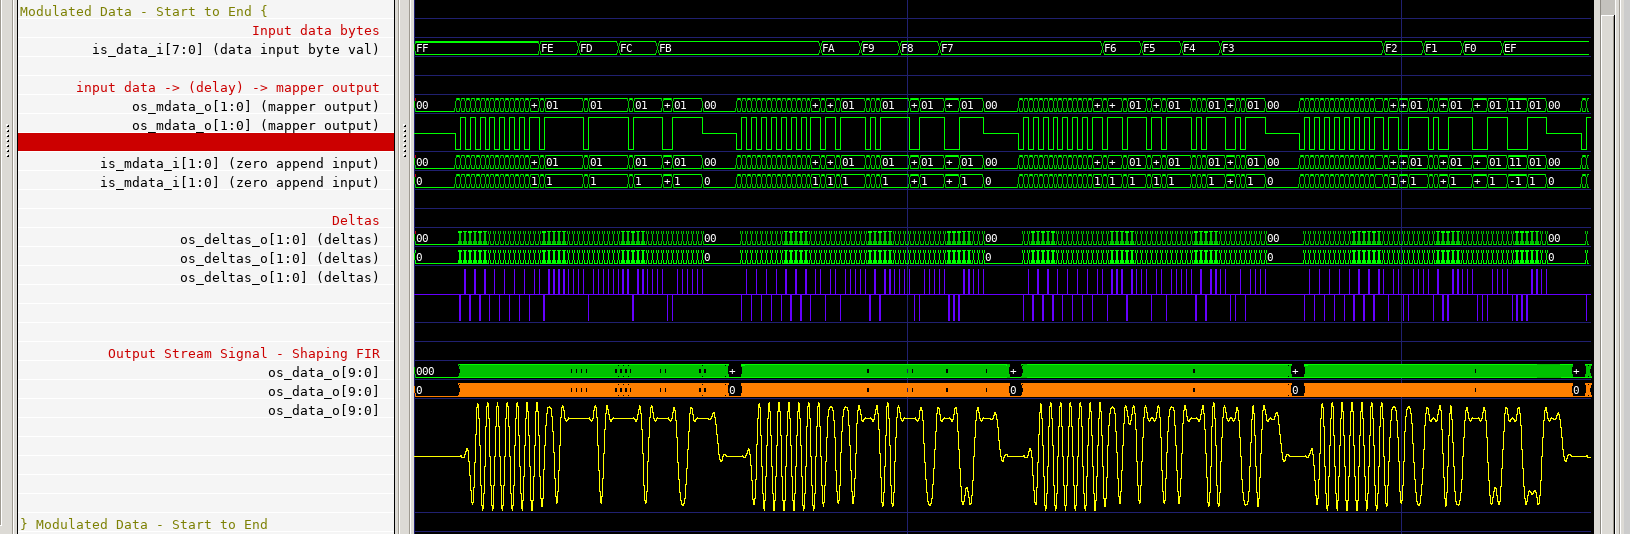 Modulated Data - Start to End {
Input data bytes
is_data_i[7:0] (data input byte val) FF FE FD FC FB FA F9 F8 F7 F6 F5 F4 F3 F2 F1 F0 EF
input data -> (delay) -> mapper output)
os_mdata_o[1:0] (mapper output) 00 + 01 01 01 + 01 00 + + 01 01 + 01 + 01 00 + + 01 + 01 01 + 01 00 + + 01 + 01 + 01 11 01 00
os_mdata_o[1:0] (mapper output)
is_mdata_i[1:0] (zero append input) 00 + 01 01 01 + 01 00 + + 01 01 + 01 + 01 00 + + 01 + 01 01 + 01 00 + + 01 + 01 + 01 11 01 00
is_mdata_i[1:0] (zero append input) 0 1 1 1 1 + 1 0 1 1 1 1 + 1 + 1 0 1 1 1 1 1 1 + 1 0 1 + 1 + 1 + 1 -1 1 0
Deltas
os_deltas_o[1:0] (deltas) 00 00 00 00 00
os_deltas_o[1:0] (deltas) 0 0 0 0 0
os_deltas_o[1:0] (deltas)
Output Stream Signal - Shaping FIR
os_data_o[9:0] 000 + + + +
os_data_o[9:0] 0 0 0 0 0
os_data_o[9:0]
} Modulated Data - Start to End